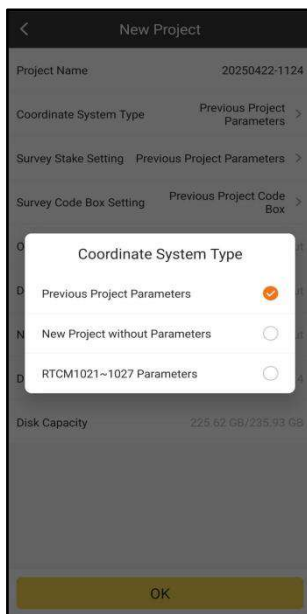 New Project
Project Name 20250422-1124
Coordinate System Type Previous Project
Parameters
Survey Stake Setting Previous Project Parameters
Survey Code Box Setting Previous Project Code
Box
Coordinate System Type
Previous Project Parameters
New Project without Parameters
RTCM1021~1027 Parameters
Disk Capacity 225.62 GB/235.93 GB
OK